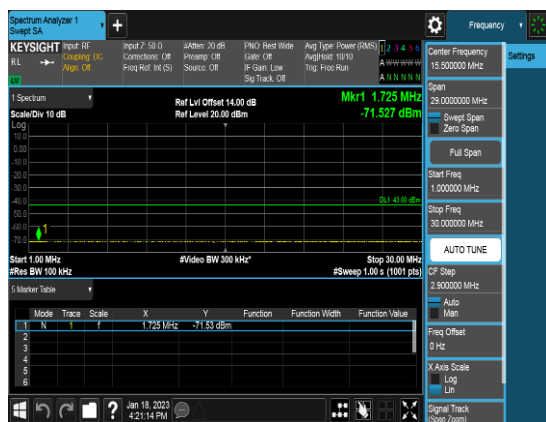 Spectrum Analyzer 1
Swept SA
+
Frequency
KEYSIGHT
RL
Input: RF
Coupling: DC
Align: Off
Input Z: 50 Ω
Corrections: Off
Freq Ref: Int (S)
#Atten: 20 dB
Preamp: Off
Source: Off
PNO: Best Wide
Gate: Off
IF Gain: Low
Sig Track: Off
Avg Type: Power (RMS)
Avg|Hold: 10/10
Trig: Free Run
1 2 3 4 5 6
A W W W W W
A N N N N N
1 Spectrum
Scale/Div 10 dB
Log
Ref Lvl Offset 14.00 dB
Ref Level 20.00 dBm
Mkr1 1.725 MHz
-71.527 dBm
10.0
0.00
-10.0
-20.0
-30.0
-40.0
-50.0
-60.0
-70.0
DL1 -43.00 dBm
1
Start 1.00 MHz
#Res BW 100 kHz
#Video BW 300 kHz*
Stop 30.00 MHz
#Sweep 1.00 s (1001 pts)
5 Marker Table
Mode Trace Scale X Y Function Function Width Function Value
1 N 1 f 1.725 MHz -71.53 dBm
2
3
4
5
6
Jan 18, 2023
4:21:14 PM
?
Center Frequency
15.500000 MHz
Span
29.0000000 MHz
Swept Span
Zero Span
Full Span
Start Freq
1.000000 MHz
Stop Freq
30.000000 MHz
AUTO TUNE
CF Step
2.900000 MHz
Auto
Man
Freq Offset
0 Hz
X Axis Scale
Log
Lin
Signal Track
(Span Zoom)
Settings